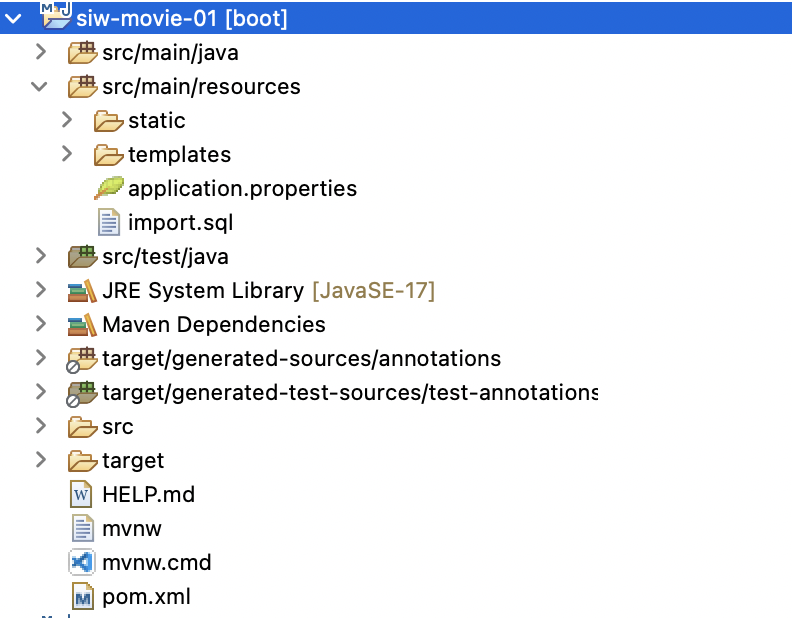 siw-movie-01 [boot]
src/main/java
src/main/resources
static
templates
application.properties
import.sql
src/test/java
JRE System Library [JavaSE-17]
Maven Dependencies
target/generated-sources/annotations
target/generated-test-sources/test-annotations
src
target
HELP.md
mvnw
mvnw.cmd
pom.xml